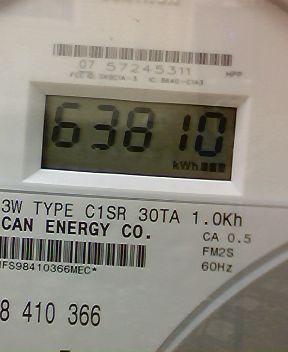 07 57245311 MPP
63810
kWh
3W TYPE C1SR 30TA 1.0Kh
CAN ENERGY CO. CA 0.5
FM2S
60Hz
8 410 366